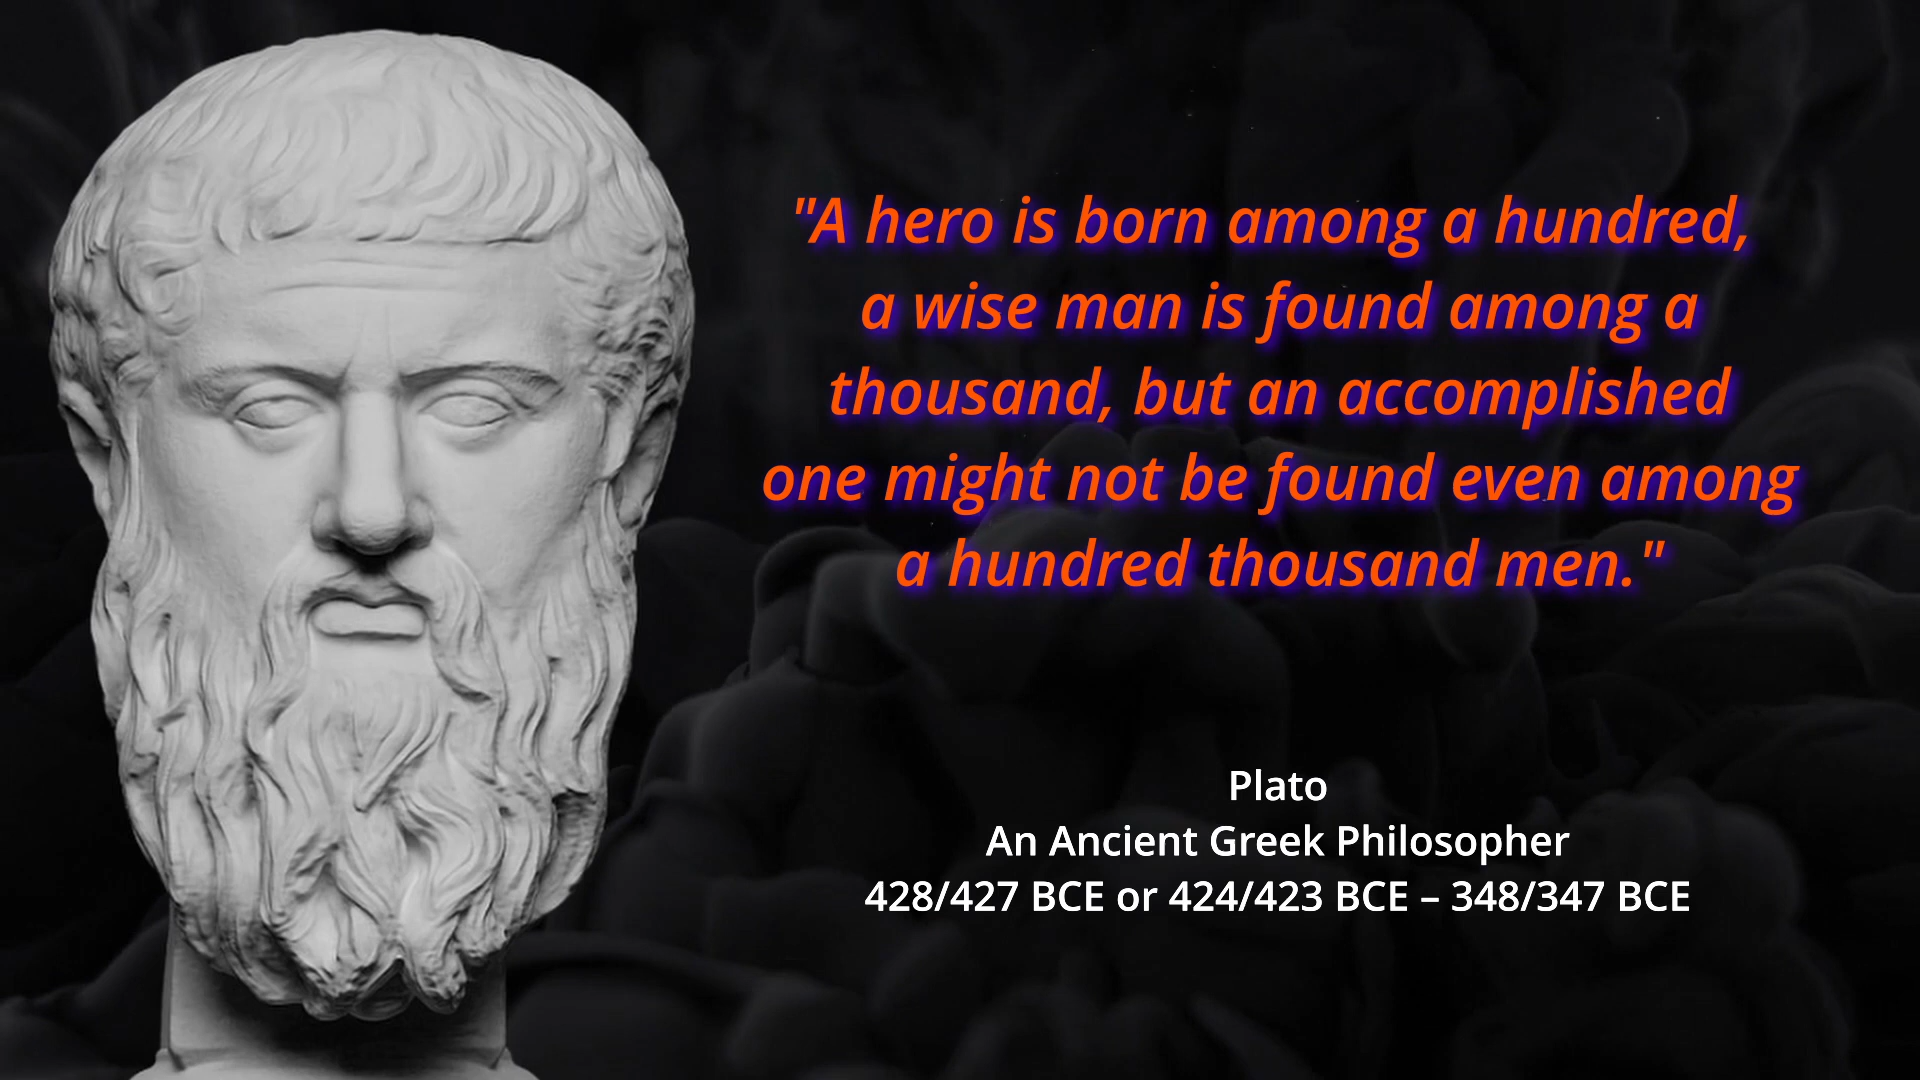 "A hero is born among a hundred,
a wise man is found among a
thousand, but an accomplished
one might not be found even among
a hundred thousand men."
Plato
An Ancient Greek Philosopher
428/427 BCE or 424/423 BCE – 348/347 BCE